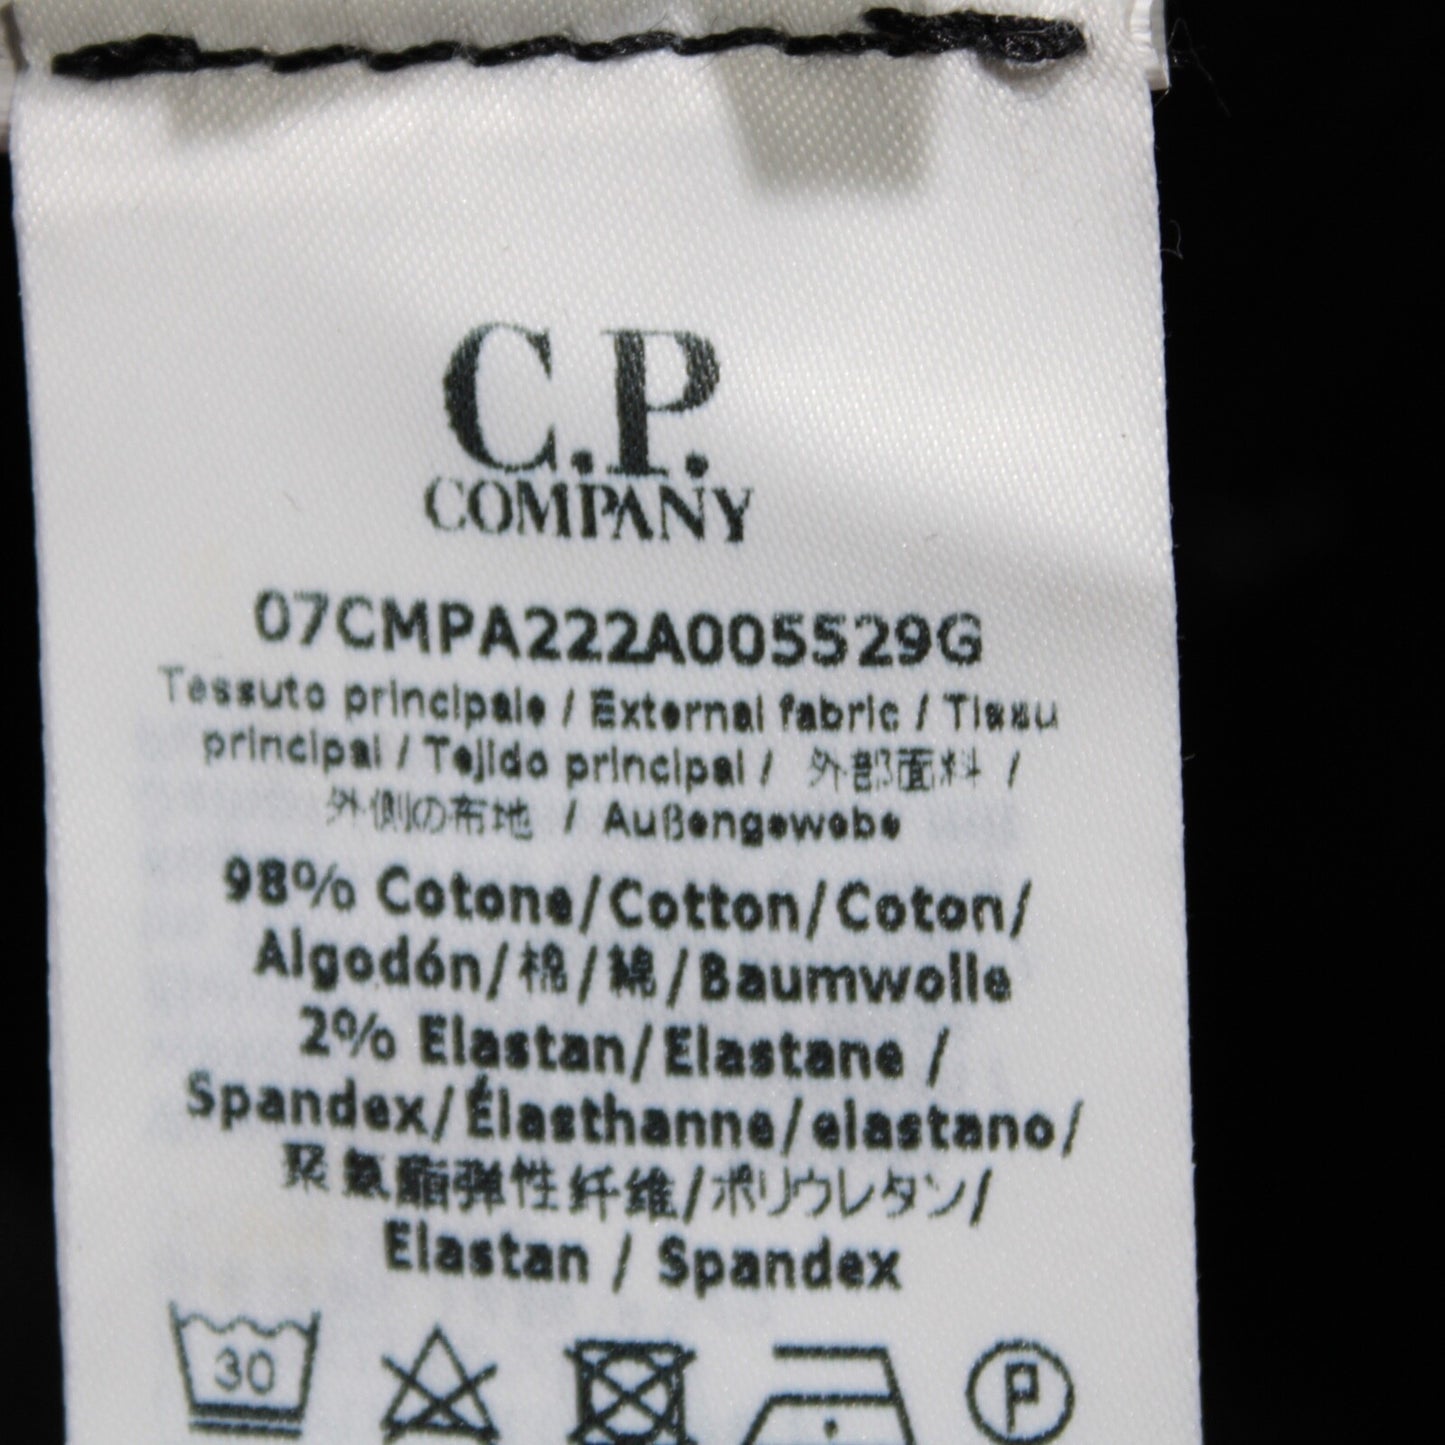 C.P.
COMPANY
07CMPA222A005529G
Tessuto principale / External fabric / Tissu
principal / Tejido principal / 外部面料 /
外側の布地 / Außengewebe
98% Cotone/Cotton/Coton/
Algodón/棉/綿/Baumwolle
2% Elastan/Elastane /
Spandex/Élasthanne/elastano/
聚氨酯弹性纤维/ポリウレタン/
Elastan / Spandex
30
P